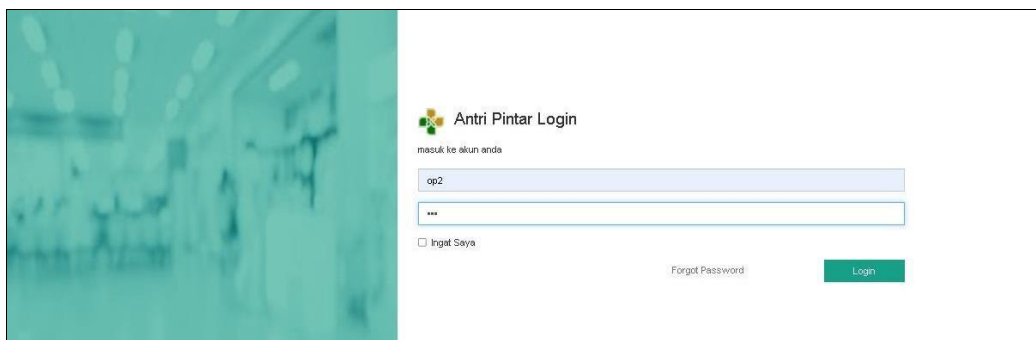 Antri Pintar Login
masuk ke akun anda
op2
•••
Ingat Saya
Forgot Password
Login